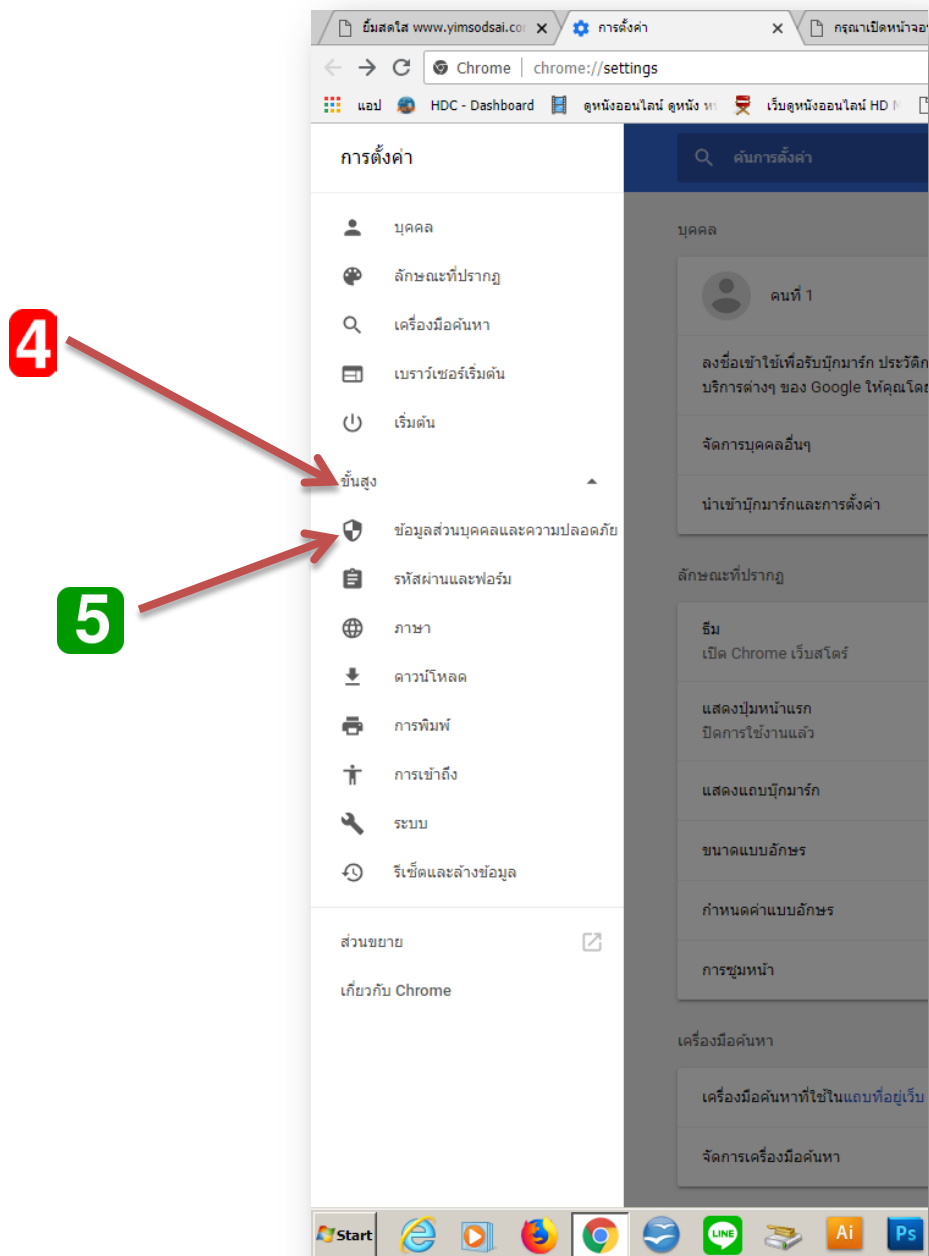 ยิ้มสดใส www.yimsodsai.co
การตั้งค่า
กรุณาเปิดหน้าจอ
Chrome | chrome://settings
แอป HDC - Dashboard ดูหนังออนไลน์ ดูหนัง เว็บดูหนังออนไลน์ HD
การตั้งค่า
ค้นการตั้งค่า
บุคคล
ลักษณะที่ปรากฏ
เครื่องมือค้นหา
เบราว์เซอร์เริ่มต้น
เริ่มต้น
ขั้นสูง
ข้อมูลส่วนบุคคลและความปลอดภัย
รหัสผ่านและฟอร์ม
ภาษา
ดาวน์โหลด
การพิมพ์
การเข้าถึง
ระบบ
รีเซ็ตและล้างข้อมูล
ส่วนขยาย
เกี่ยวกับ Chrome
4
5
บุคคล
คนที่ 1
ลงชื่อเข้าใช้เพื่อรับบุ๊กมาร์ก
บริการต่างๆ ของ Google ให้คุณ
จัดการบุคคลอื่นๆ
นำเข้าบุ๊กมาร์กและการตั้งค่า
ลักษณะที่ปรากฏ
ธีม
เปิด Chrome เว็บสโตร์
แสดงปุ่มหน้าแรก
ปิดการใช้งานแล้ว
แสดงแถบบุ๊กมาร์ก
ขนาดแบบอักษร
กำหนดค่าแบบอักษร
การซูมหน้า
เครื่องมือค้นหา
เครื่องมือค้นหาที่ใช้ในแถบที่อยู่เว็บ
จัดการเครื่องมือค้นหา
Start LINE Ai Ps